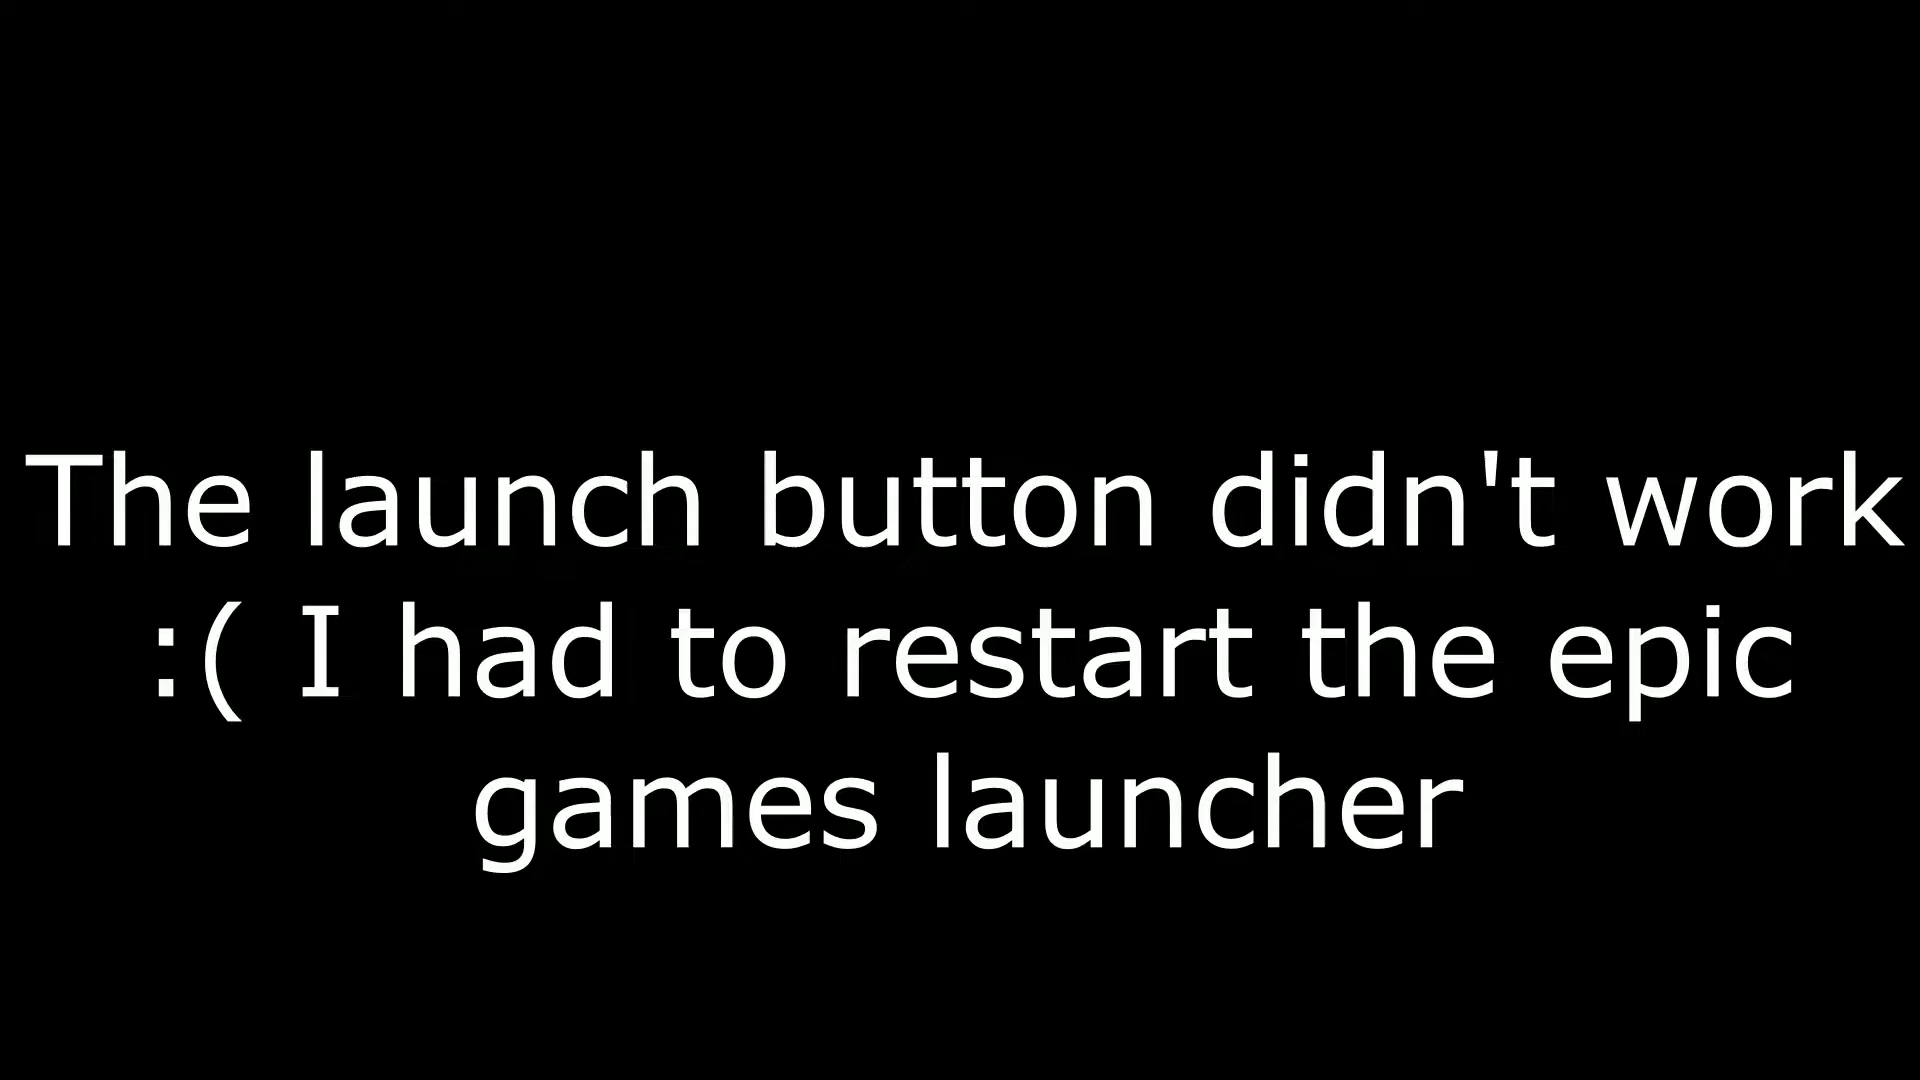 The launch button didn't work
:( I had to restart the epic
games launcher